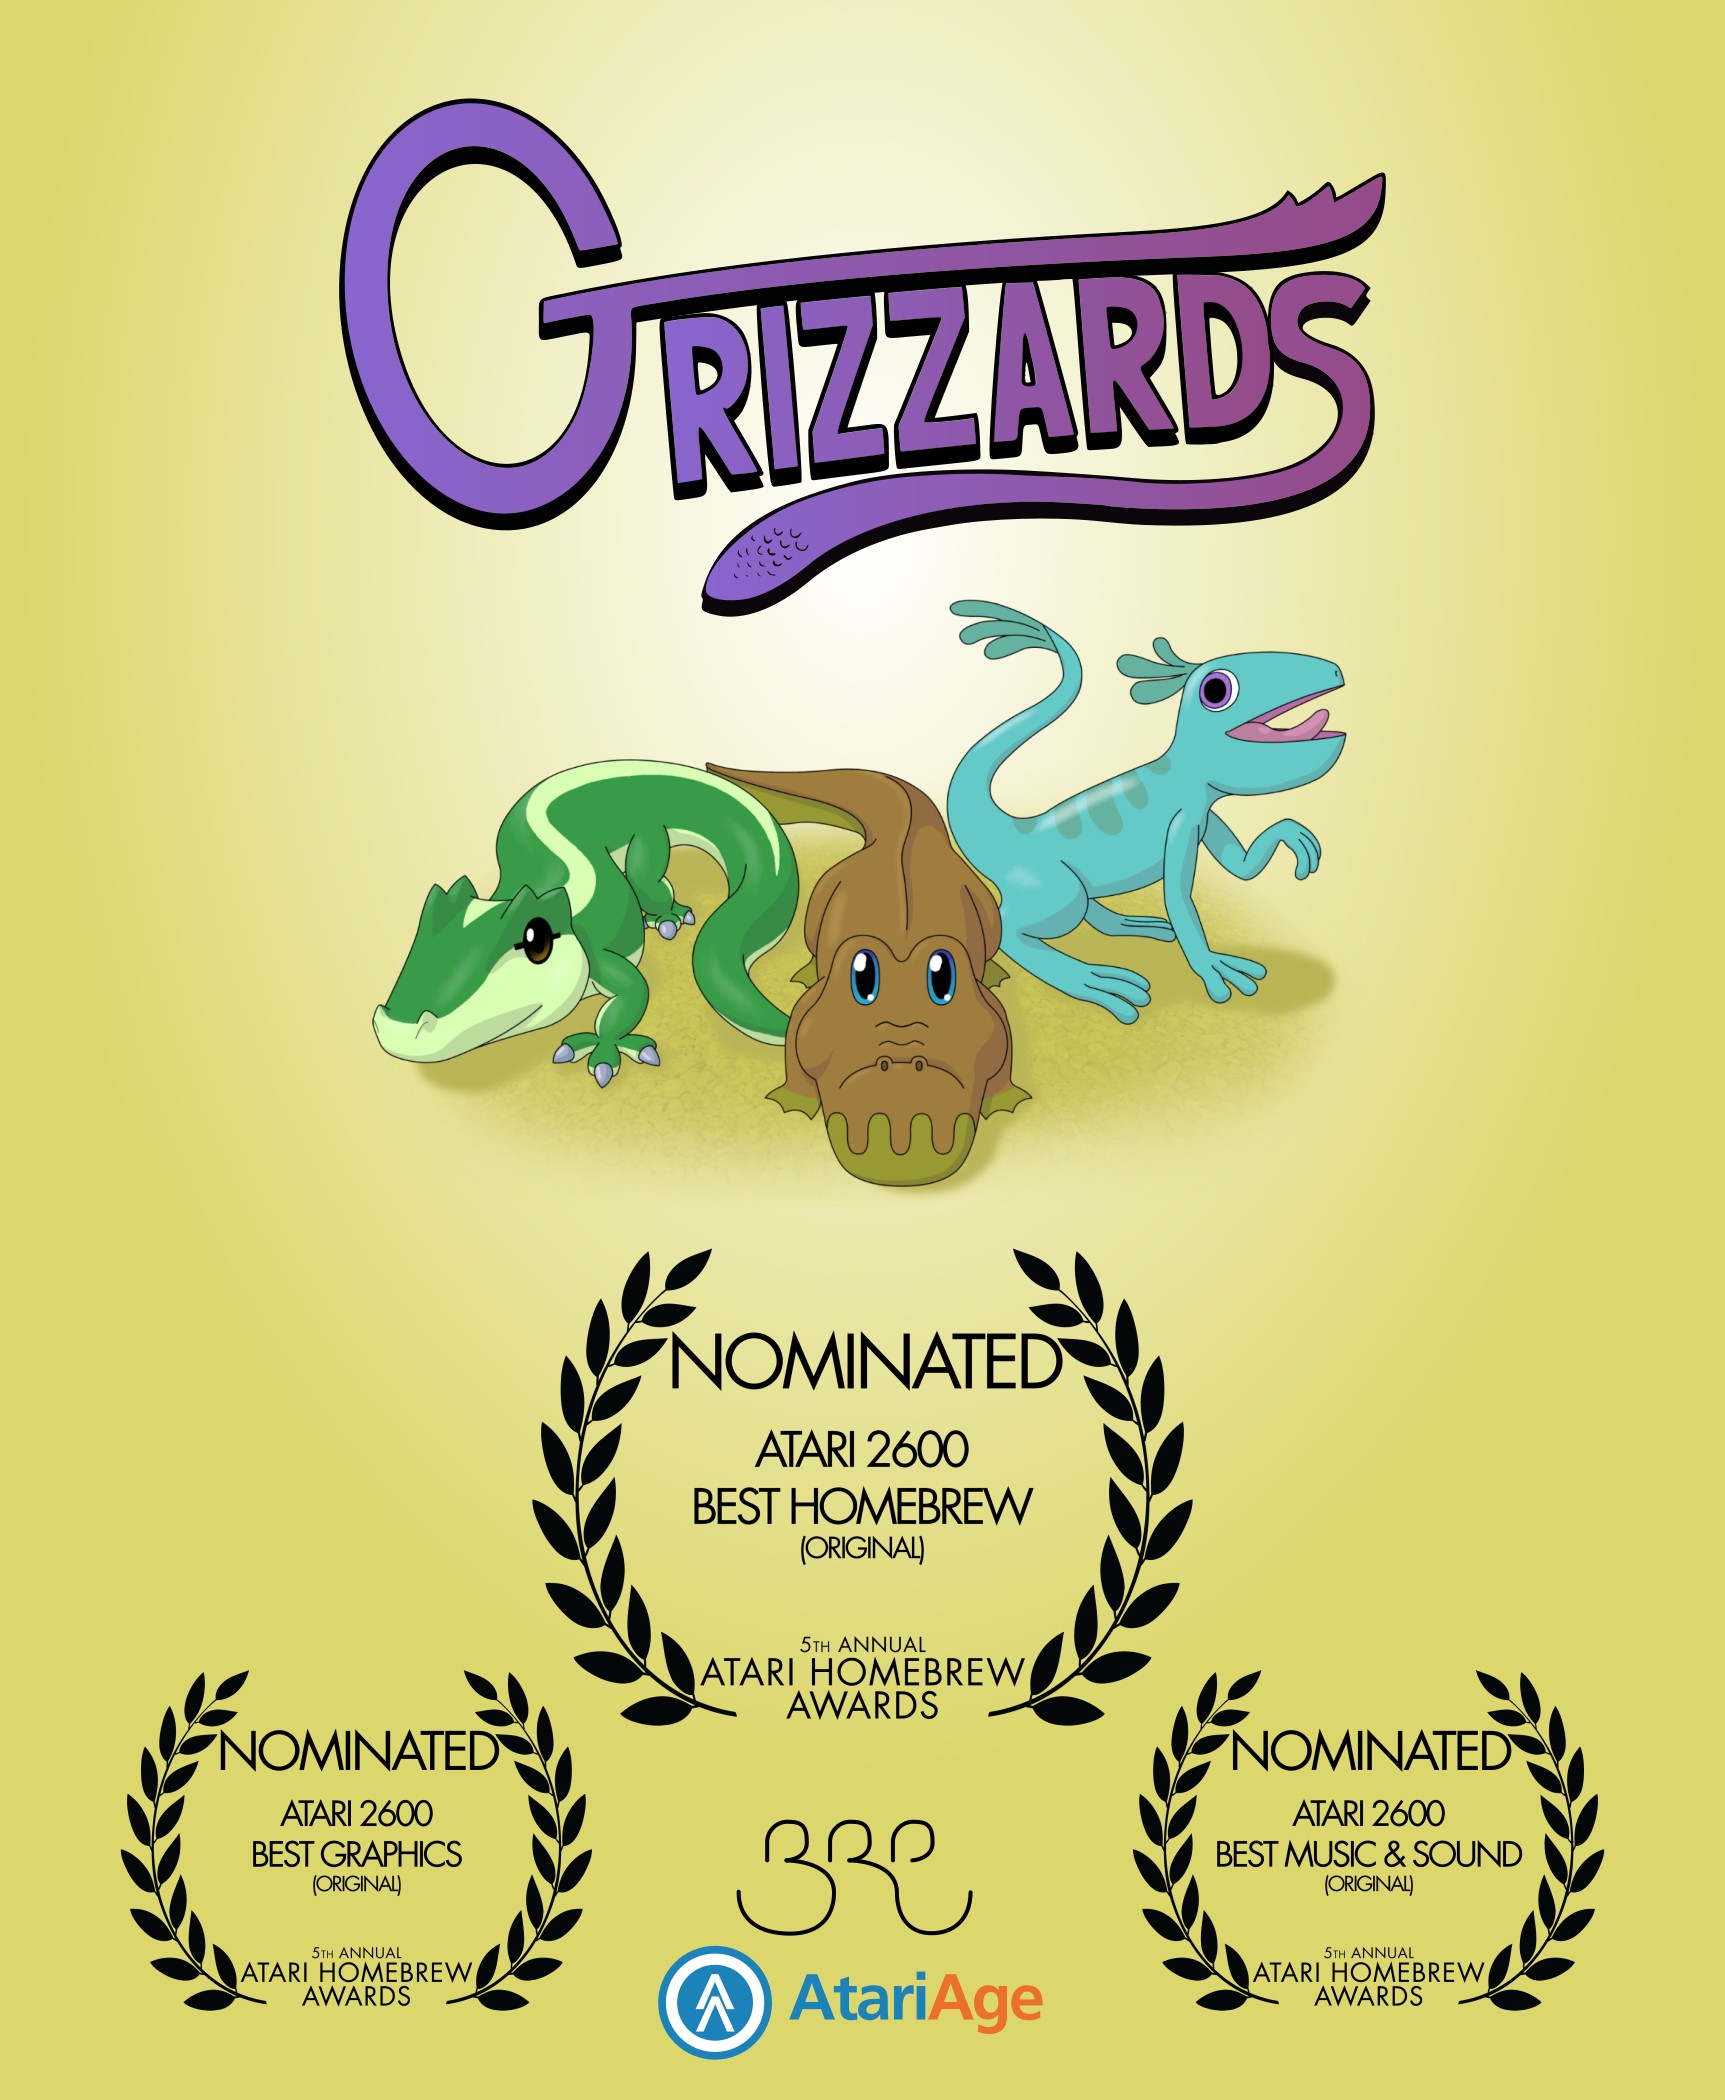 GRIZZARDS
NOMINATED
ATARI 2600
BEST HOMEBREW
(ORIGINAL)
5TH ANNUAL
ATARI HOMEBREW
AWARDS
NOMINATED
ATARI 2600
BEST GRAPHICS
(ORIGINAL)
5TH ANNUAL
ATARI HOMEBREW
AWARDS
NOMINATED
ATARI 2600
BEST MUSIC & SOUND
(ORIGINAL)
5TH ANNUAL
ATARI HOMEBREW
AWARDS
AtariAge